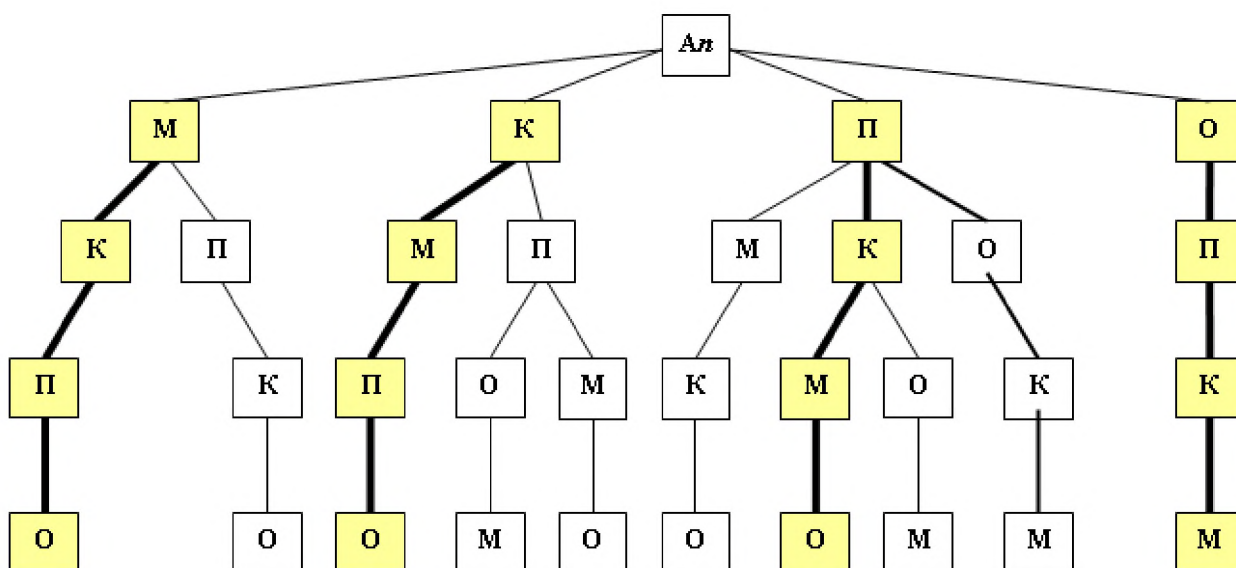 Ап
М К П О
К П М П М К О П
П К П О М К М О К К
О О О М О О О М М М